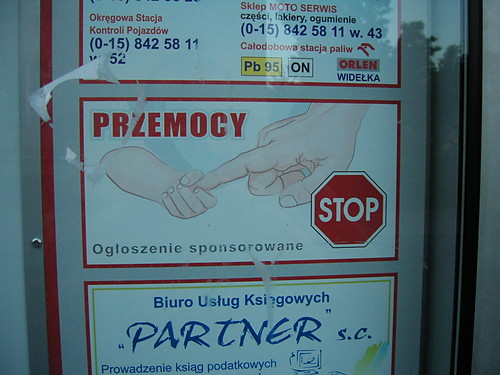 Okręgowa Stacja
Kontroli Pojazdów
(0-15) 842 58 11
w. 52
Sklep MOTO SERWIS
części, lakiery, ogumienie
(0-15) 842 58 11 w. 43
Całodobowa stacja paliw
Pb 95
ON
ORLEN
WIDEŁKA
PRZEMOCY
STOP
Ogłoszenie sponsorowane
Biuro Usług Księgowych
„PARTNER" s.c.
Prowadzenie ksiąg podatkowych